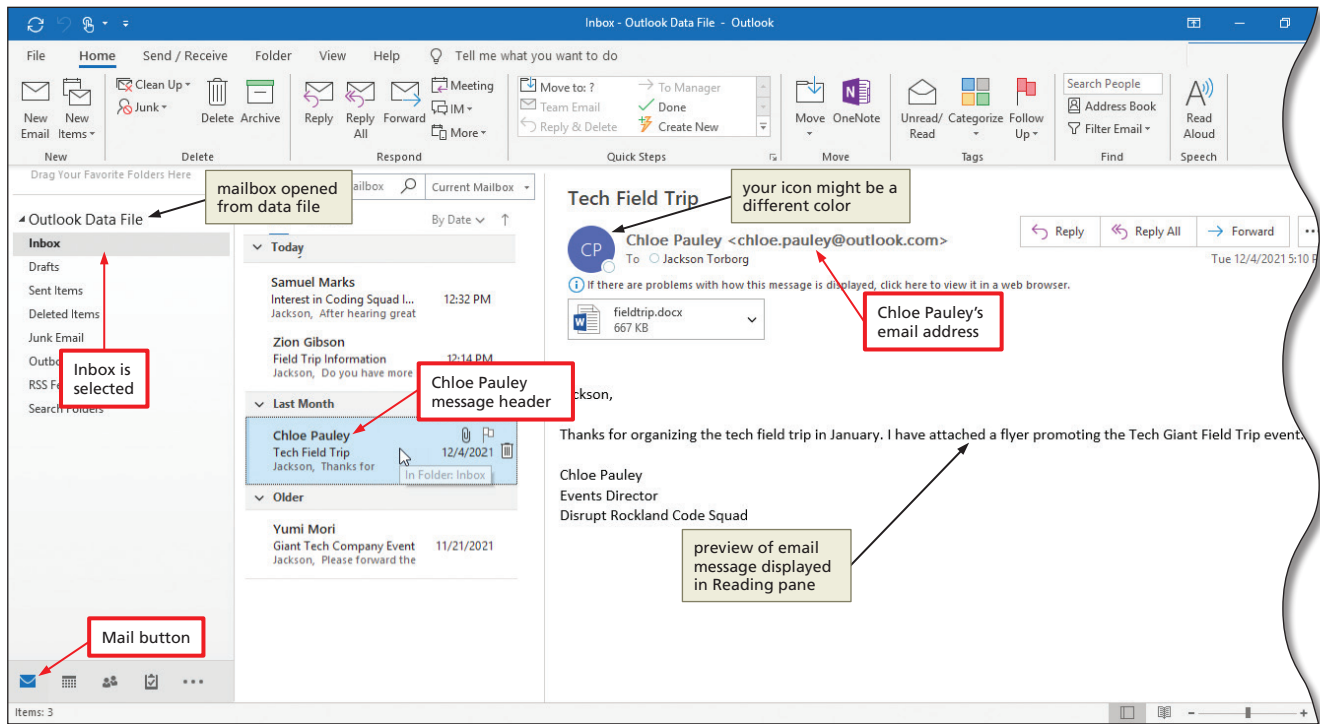 Inbox - Outlook Data File - Outlook
File Home Send / Receive Folder View Help Tell me what you want to do
New Email
New Items
Clean Up
Junk
Delete
Archive
Reply
Reply All
Forward
Meeting
IM
More
Move to: ?
Team Email
Reply & Delete
To Manager
Done
Create New
Move
N
OneNote
Unread/ Read
Categorize
Follow Up
Search People
Address Book
Filter Email
A
Read Aloud
New Delete Respond Quick Steps Move Tags Find Speech
Drag Your Favorite Folders Here
mailbox opened
from data file
Outlook Data File
Inbox
Drafts
Sent Items
Deleted Items
Junk Email
RSS
Search Folders
Inbox is
selected
Mail button
Items: 3
Current Mailbox
By Date
Today
Samuel Marks
Interest in Coding Squad I... 12:32 PM
Jackson, After hearing great
Zion Gibson
Field Trip Information 12:14 PM
Jackson, Do you have more
Chloe Pauley
message header
Last Month
Chloe Pauley
Tech Field Trip 12/4/2021
Jackson, Thanks for
In Folder: Inbox
Older
Yumi Mori
Giant Tech Company Event 11/21/2021
Jackson, Please forward the
Tech Field Trip
your icon might be a
different color
CP
Chloe Pauley <chloe.pauley@outlook.com>
To Jackson Torborg
Reply Reply All Forward ...
Tue 12/4/2021 5:10
If there are problems with how this message is displayed, click here to view it in a web browser.
W
fieldtrip.docx
667 KB
Chloe Pauley's
email address
Thanks for organizing the tech field trip in January. I have attached a flyer promoting the Tech Giant Field Trip event.
Chloe Pauley
Events Director
Disrupt Rockland Code Squad
preview of email
message displayed
in Reading pane